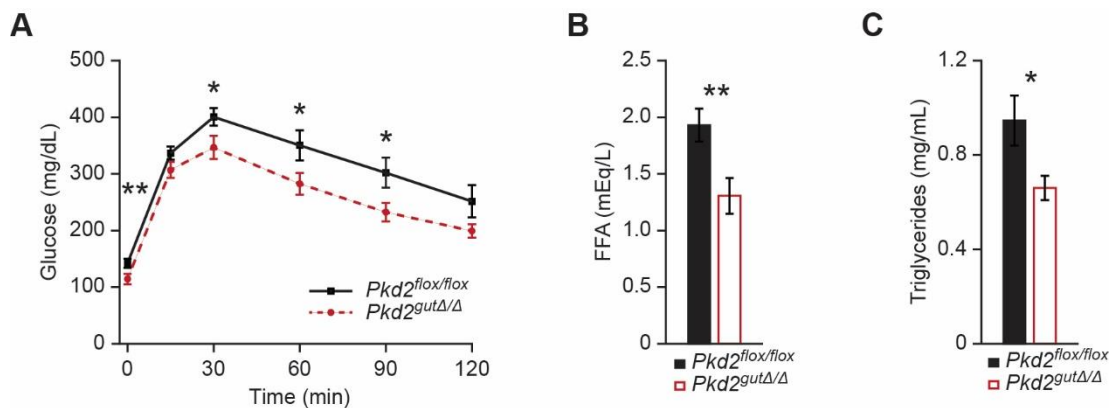 A
Glucose (mg/dL)
500
400
300
200
100
0
**
*
*
*
Pkd2flox/flox
Pkd2gutΔ/Δ
0 30 60 90 120
Time (min)
B
FFA (mEq/L)
2.5
2.0
1.5
1.0
0.5
0
**
Pkd2flox/flox
Pkd2gutΔ/Δ
C
Triglycerides (mg/mL)
1.2
0.8
0.4
0
*
Pkd2flox/flox
Pkd2gutΔ/Δ